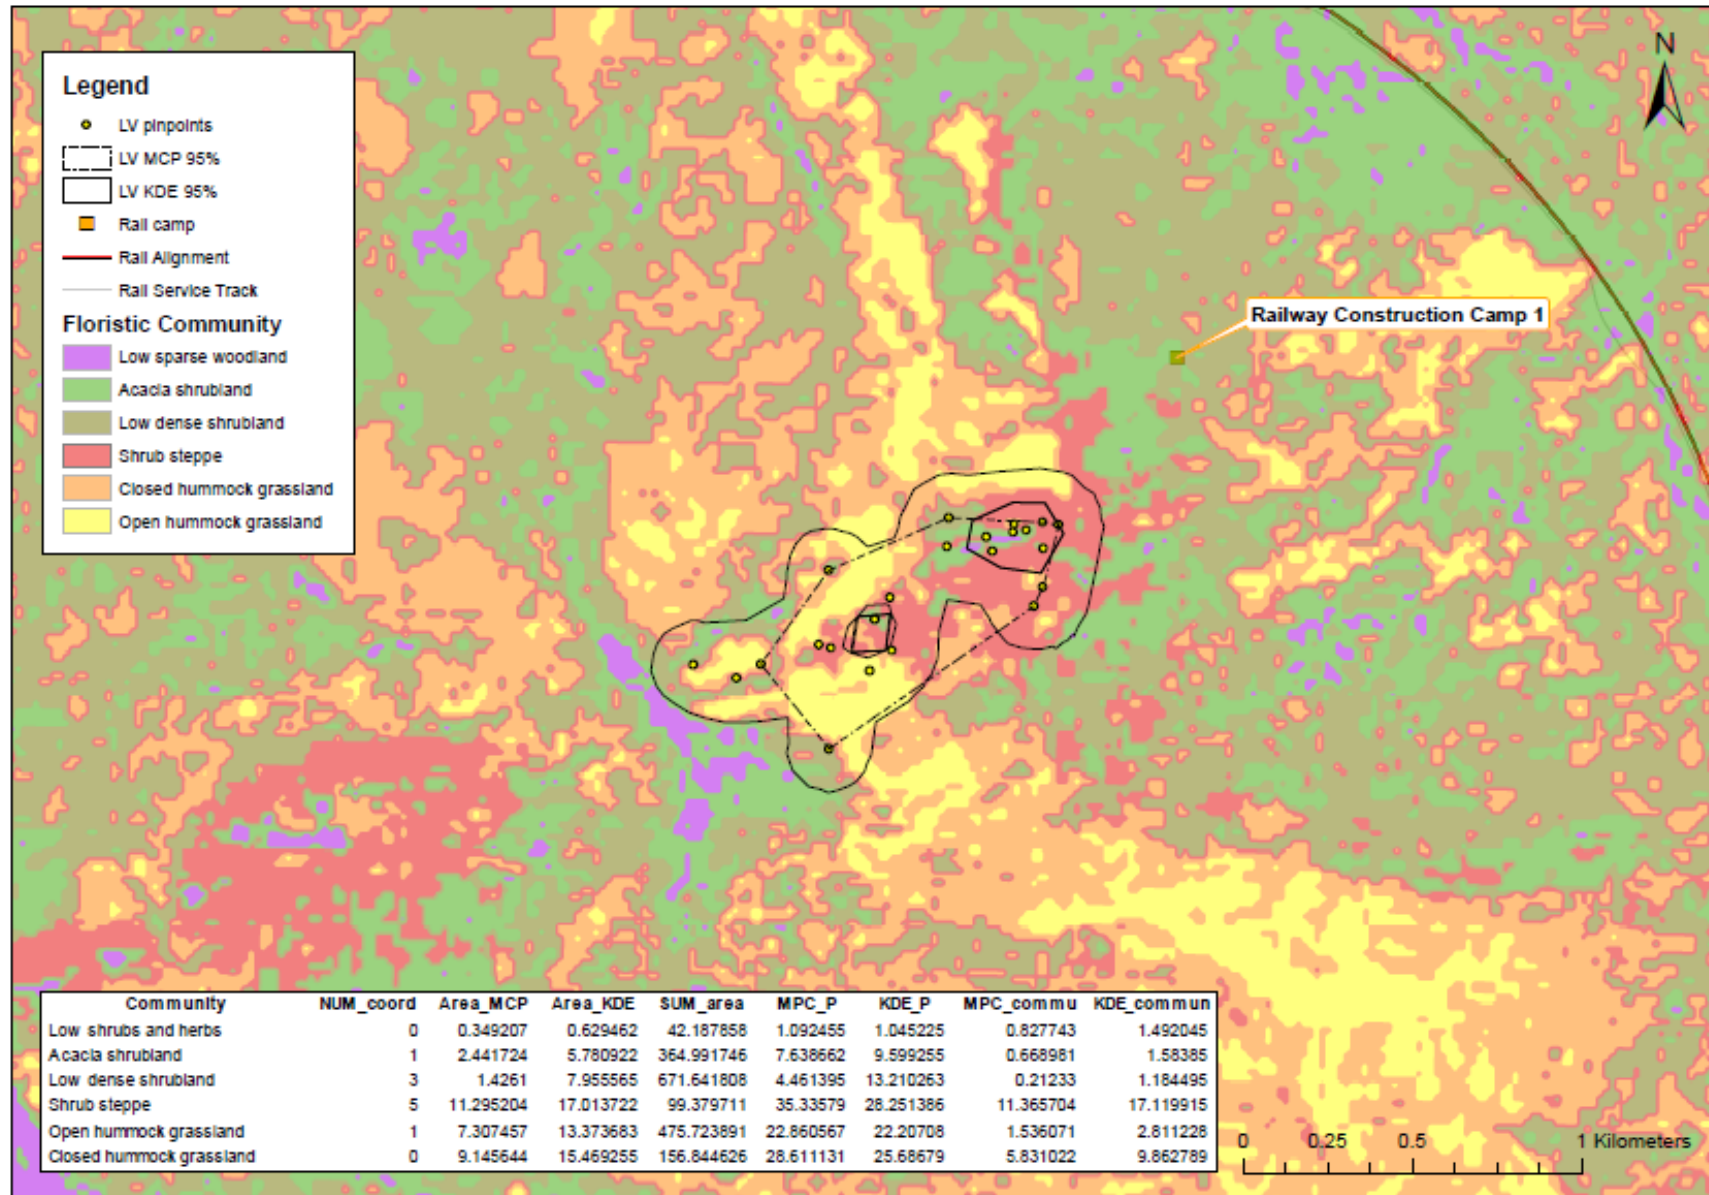 N
Legend
LV pinpoints
LV MCP 95%
LV KDE 95%
Rail camp
Rail Alignment
Rail Service Track
Floristic Community
Low sparse woodland
Acacia shrubland
Low dense shrubland
Shrub steppe
Closed hummock grassland
Open hummock grassland
Railway Construction Camp 1
Community NUM_coord Area_MCP Area_KDE SUM_area MPC_P KDE_P MPC_commu KDE_commun
Low shrubs and herbs 0 0.349207 0.629462 42.187858 1.092455 1.045225 0.827743 1.492045
Acacia shrubland 1 2.441724 5.780922 364.991746 7.638662 9.599255 0.668981 1.58385
Low dense shrubland 3 1.4261 7.955565 671.641808 4.461395 13.210263 0.21233 1.184495
Shrub steppe 5 11.295204 17.013722 99.379711 35.33579 28.251386 11.365704 17.119915
Open hummock grassland 1 7.307457 13.373683 475.723891 22.860567 22.20708 1.536071 2.811228
Closed hummock grassland 0 9.145644 15.469255 156.844626 28.611131 25.68679 5.831022 9.862789
0 0.25 0.5 1 Kilometers